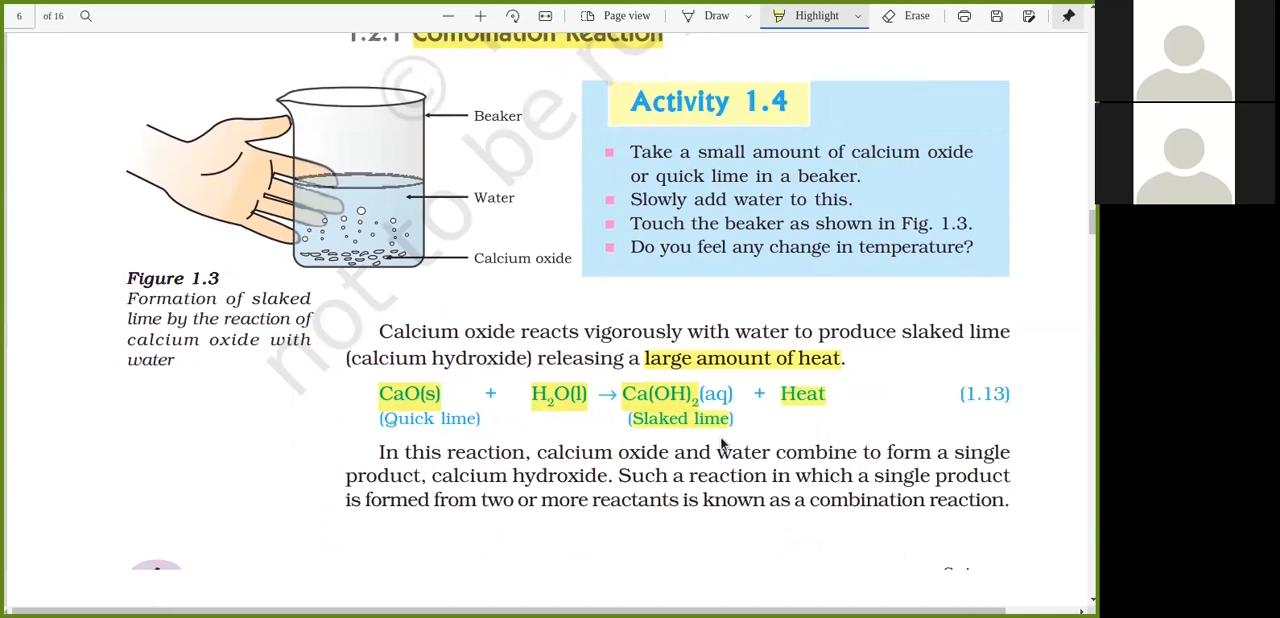 6 of 16 Page view Draw Highlight Erase
1.2.1 Combination Reaction
Beaker
Water
Calcium oxide
Figure 1.3
Formation of slaked
lime by the reaction of
calcium oxide with
water
Activity 1.4
Take a small amount of calcium oxide
or quick lime in a beaker.
Slowly add water to this.
Touch the beaker as shown in Fig. 1.3.
Do you feel any change in temperature?
Calcium oxide reacts vigorously with water to produce slaked lime
(calcium hydroxide) releasing a large amount of heat.
CaO(s) + H₂O(l) → Ca(OH)₂(aq) + Heat (1.13)
(Quick lime) (Slaked lime)
In this reaction, calcium oxide and water combine to form a single
product, calcium hydroxide. Such a reaction in which a single product
is formed from two or more reactants is known as a combination reaction.
©
not to be